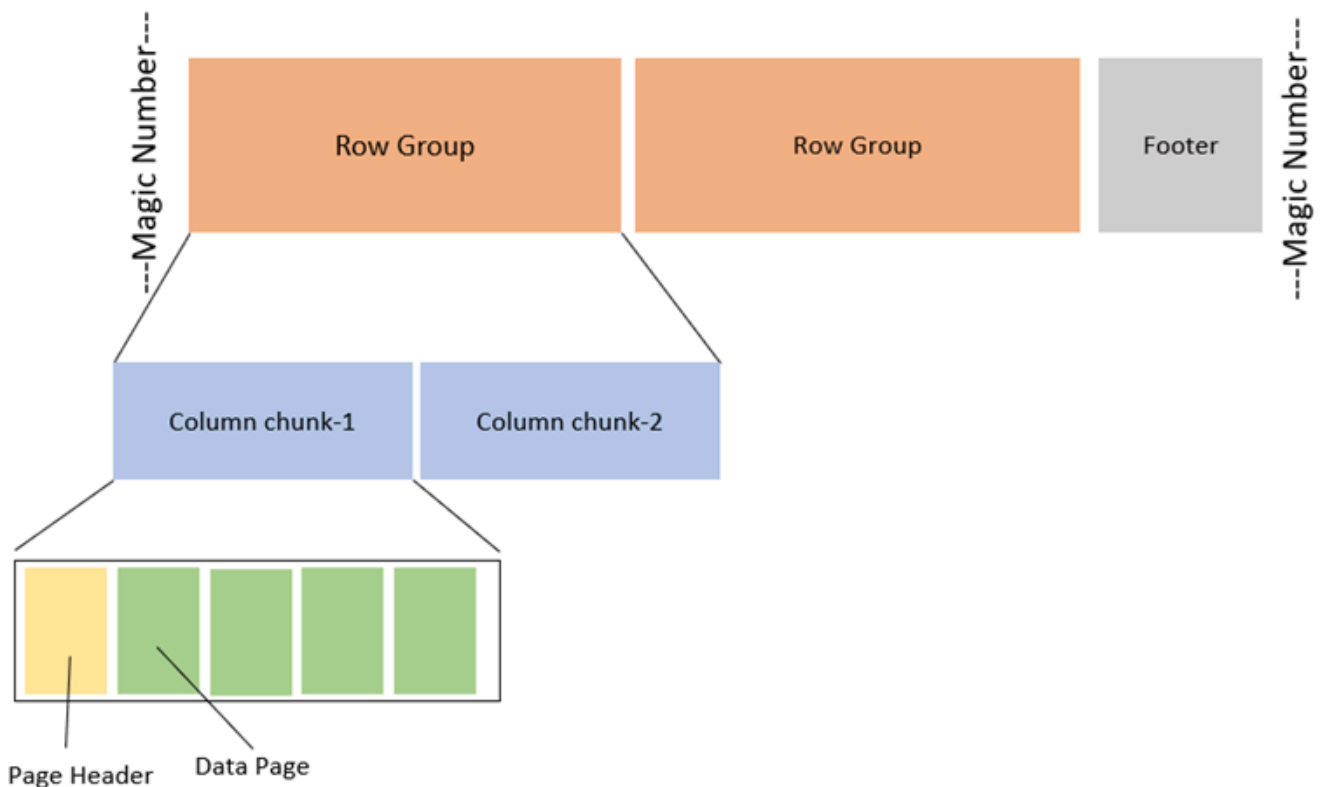 ----Magic Number----
Row Group
Row Group
Footer
----Magic Number----
Column chunk-1
Column chunk-2
Page Header
Data Page